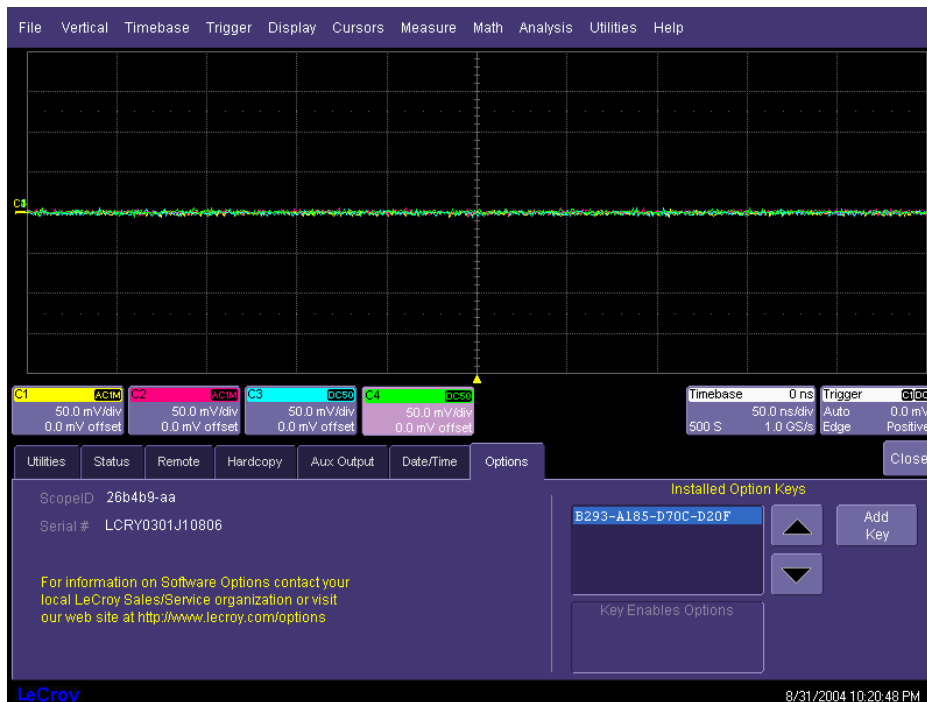 File Vertical Timebase Trigger Display Cursors Measure Math Analysis Utilities Help
C4
C1 AC1M C2 AC1M C3 DC50 C4 DC50 Timebase 0 ns Trigger C1 DC
50.0 mV/div 50.0 mV/div 50.0 mV/div 50.0 mV/div 50.0 ns/div Auto 0.0 mV
0.0 mV offset 0.0 mV offset 0.0 mV offset 0.0 mV offset 500 S 1.0 GS/s Edge Positive
Utilities Status Remote Hardcopy Aux Output Date/Time Options Close
Installed Option Keys
ScopeID 26b4b9-aa
B293-A185-D70C-D20F
Add
Key
Serial # LCRY0301J10806
For information on Software Options contact your
local LeCroy Sales/Service organization or visit
our web site at http://www.lecroy.com/options
Key Enables Options
LeCroy 8/31/2004 10:20:48 PM